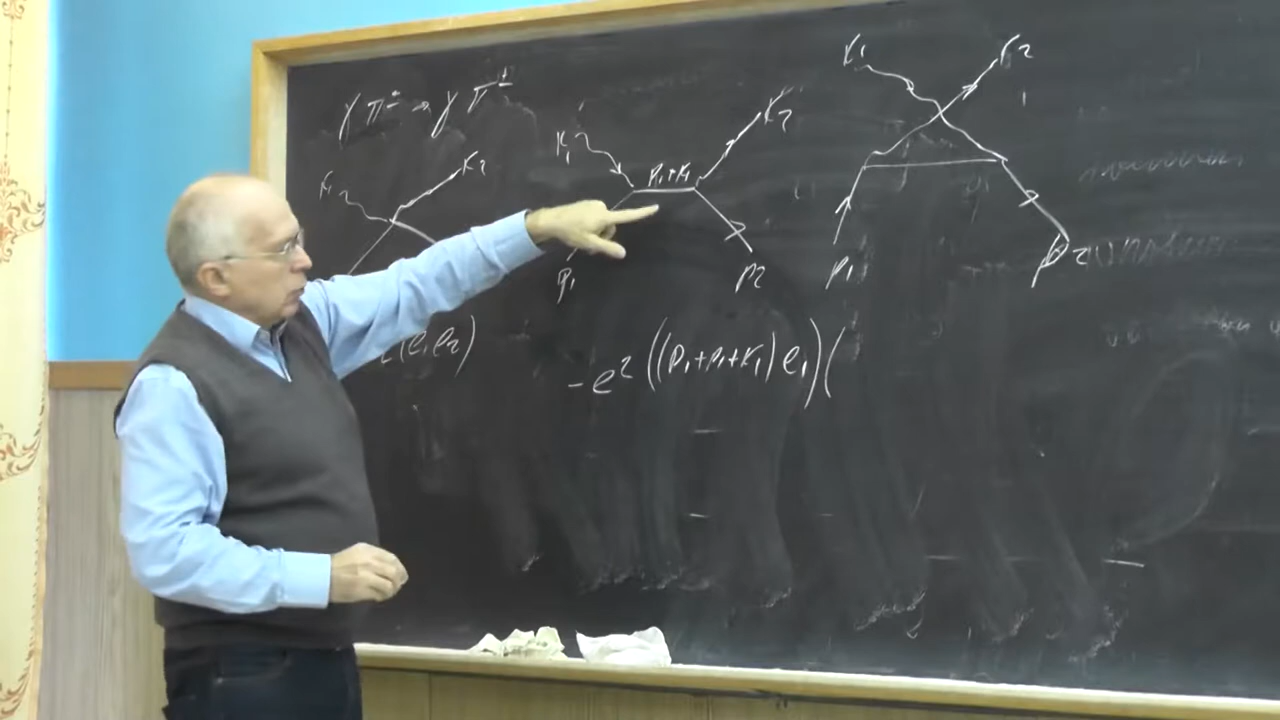 γ π± → γ π±
K₁ K₂
K₁ P₁+K₁ K₂
P₁ P₂
K₁ K₂
P₁ P₂
(e₁e₂)
-e² ((P₁+P₁+K₁)e₁)(